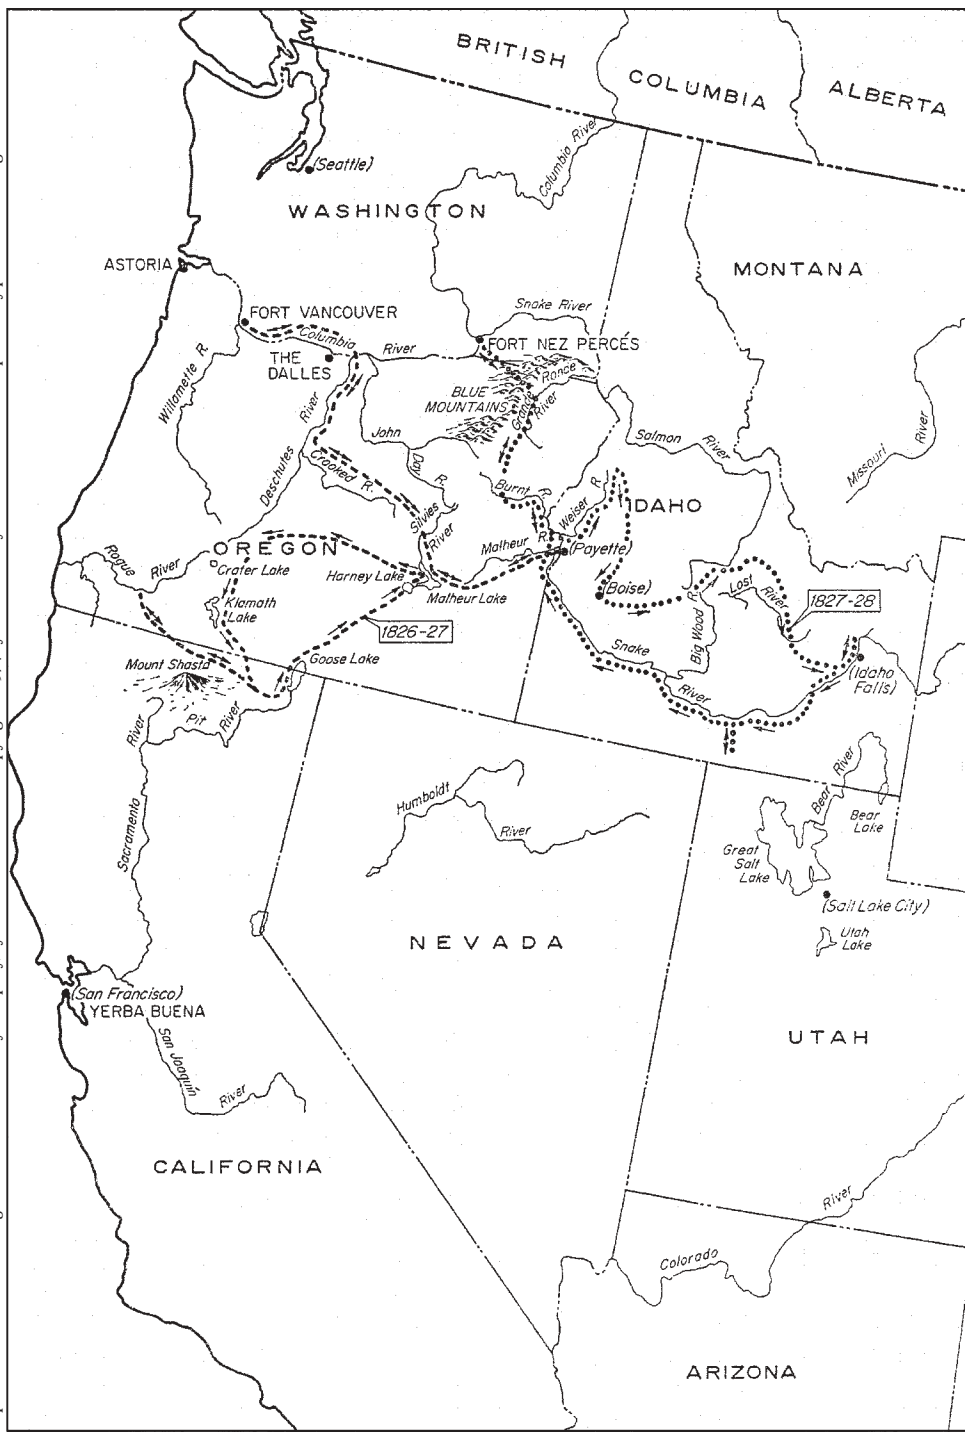 BRITISH
COLUMBIA
ALBERTA
Columbia River
(Seattle)
WASHINGTON
ASTORIA
MONTANA
Snake River
FORT VANCOUVER
Columbia
River
FORT NEZ PERCÉS
THE
DALLES
Willamette R.
BLUE
MOUNTAINS
Grande
Ronde
River
River
Deschutes
John
Day
R.
Salmon
River
Missouri
River
Crooked R.
Burnt
R.
Weiser
R.
IDAHO
Silvies
River
OREGON
Malheur
R.
(Payette)
Rogue
River
Crater Lake
Harney Lake
Malheur Lake
(Boise)
Lost
River
1827-28
Klamath
Lake
1826-27
Big Wood
R.
Snake
River
Mount Shasta
Goose Lake
(Idaho
Falls)
Pit
River
River
Sacramento
Humboldt
River
Bear
River
Bear
Lake
Great
Salt
Lake
(Salt Lake City)
Utah
Lake
NEVADA
(San Francisco)
YERBA BUENA
San Joaquín
River
UTAH
CALIFORNIA
River
Colorado
ARIZONA